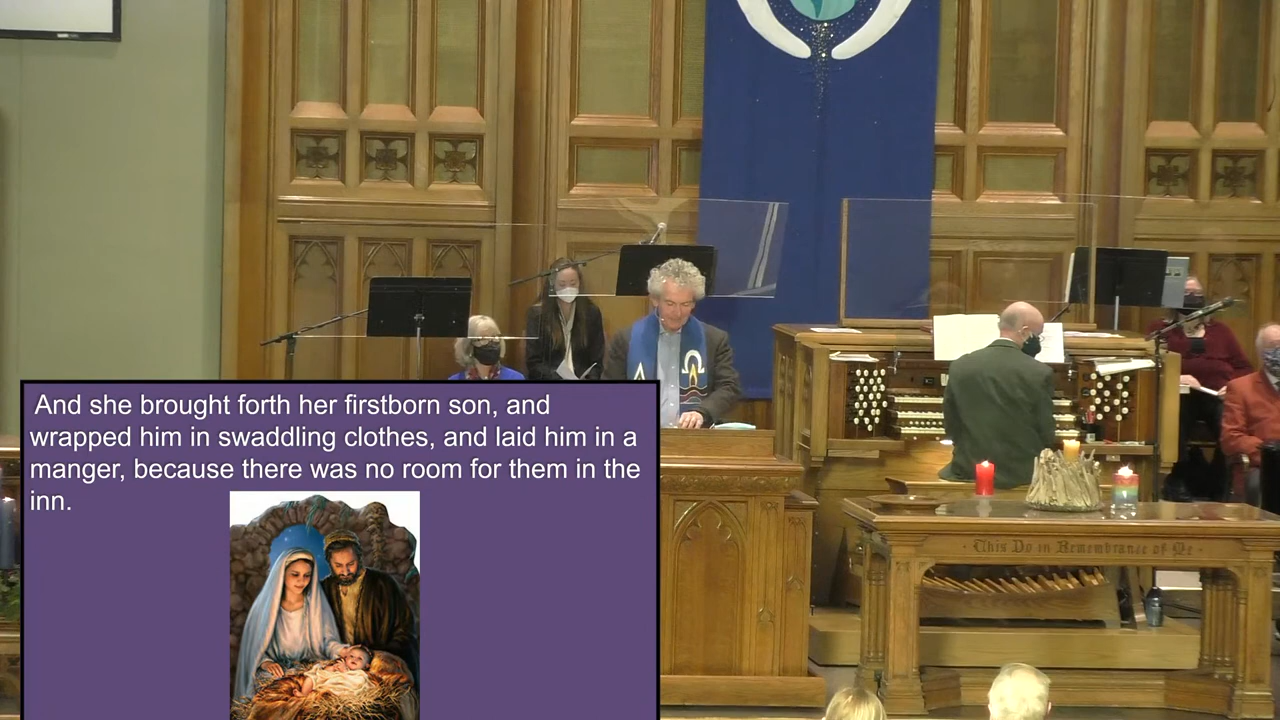 And she brought forth her firstborn son, and
wrapped him in swaddling clothes, and laid him in a
manger, because there was no room for them in the
inn.
Α Ω
· This Do in Remembrance of Me ·